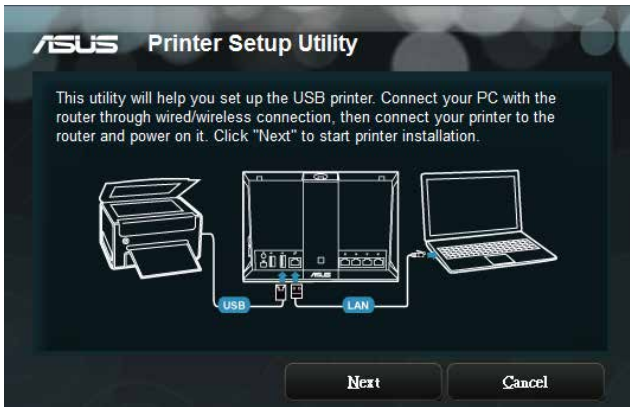 ASUS Printer Setup Utility
This utility will help you set up the USB printer. Connect your PC with the
router through wired/wireless connection, then connect your printer to the
router and power on it. Click "Next" to start printer installation.
ASUS
USB
LAN
Next
Cancel